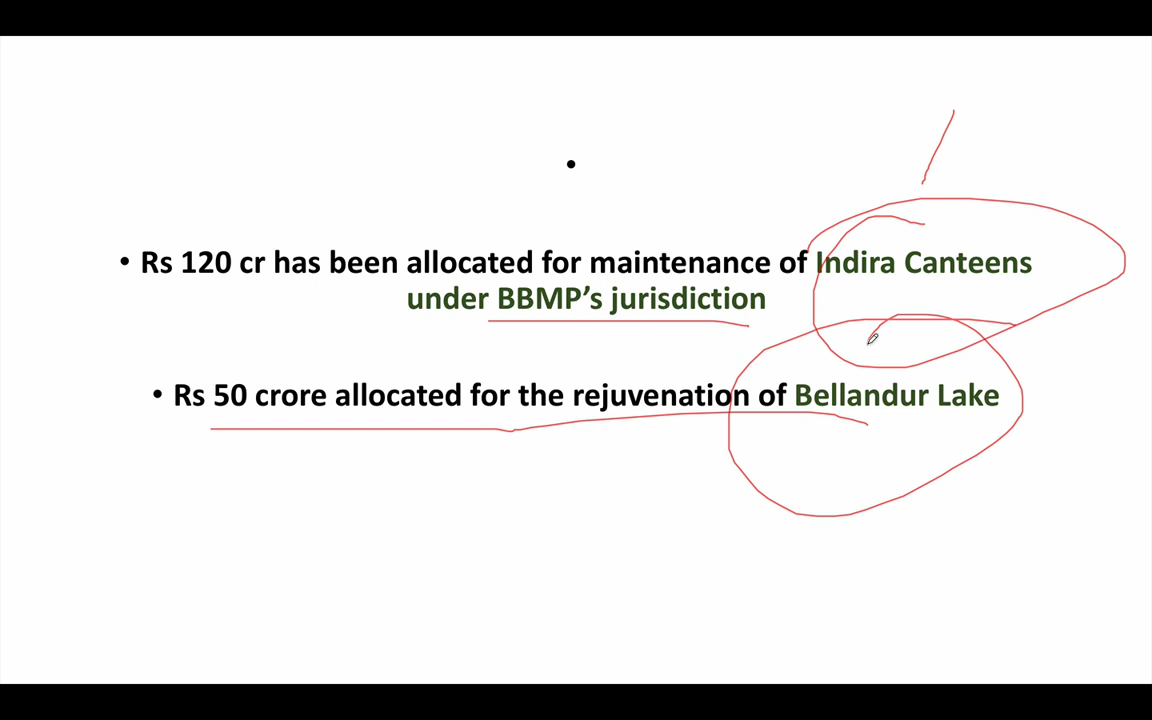 •
• Rs 120 cr has been allocated for maintenance of Indira Canteens
under BBMP’s jurisdiction
• Rs 50 crore allocated for the rejuvenation of Bellandur Lake